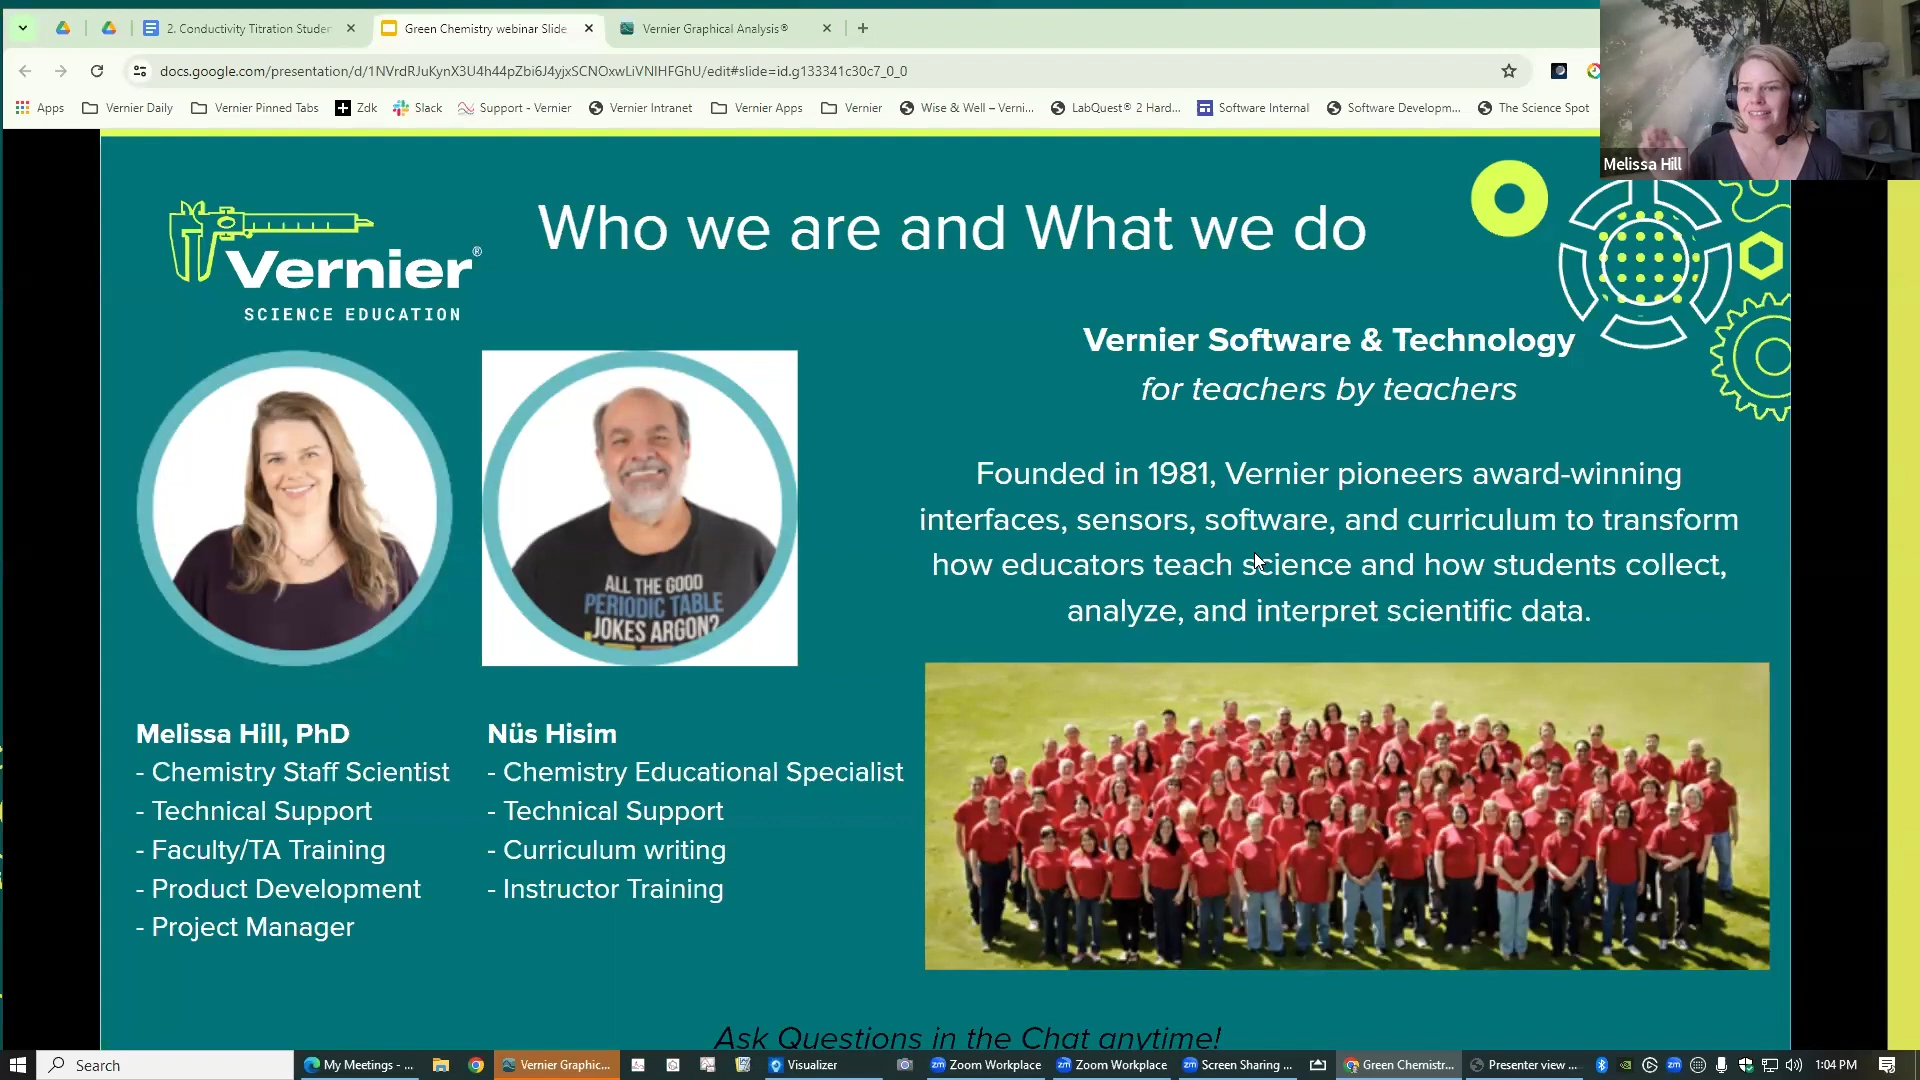 2. Conductivity Titration Studen
Green Chemistry webinar Slide
Vernier Graphical Analysis®
docs.google.com/presentation/d/1NVrdRJuKynX3U4h44pZbi6J4yjxSCNOxwLiVNIHFGhU/edit#slide=id.g133341c30c7_0_0
Apps
Vernier Daily
Vernier Pinned Tabs
Zdk
Slack
Support - Vernier
Vernier Intranet
Vernier Apps
Vernier
Wise & Well – Verni...
LabQuest® 2 Hard...
Software Internal
Software Developm...
The Science Spot
Melissa Hill
Vernier®
SCIENCE EDUCATION
Who we are and What we do
Vernier Software & Technology
for teachers by teachers
Founded in 1981, Vernier pioneers award-winning
interfaces, sensors, software, and curriculum to transform
how educators teach science and how students collect,
analyze, and interpret scientific data.
ALL THE GOOD
PERIODIC TABLE
JOKES ARGON?
Melissa Hill, PhD
- Chemistry Staff Scientist
- Technical Support
- Faculty/TA Training
- Product Development
- Project Manager
Nüs Hisim
- Chemistry Educational Specialist
- Technical Support
- Curriculum writing
- Instructor Training
Ask Questions in the Chat anytime!
Search
My Meetings - ...
Vernier Graphic...
Visualizer
zm Zoom Workplace
zm Zoom Workplace
zm Screen Sharing ...
Green Chemistr...
Presenter view ...
zm
1:04 PM